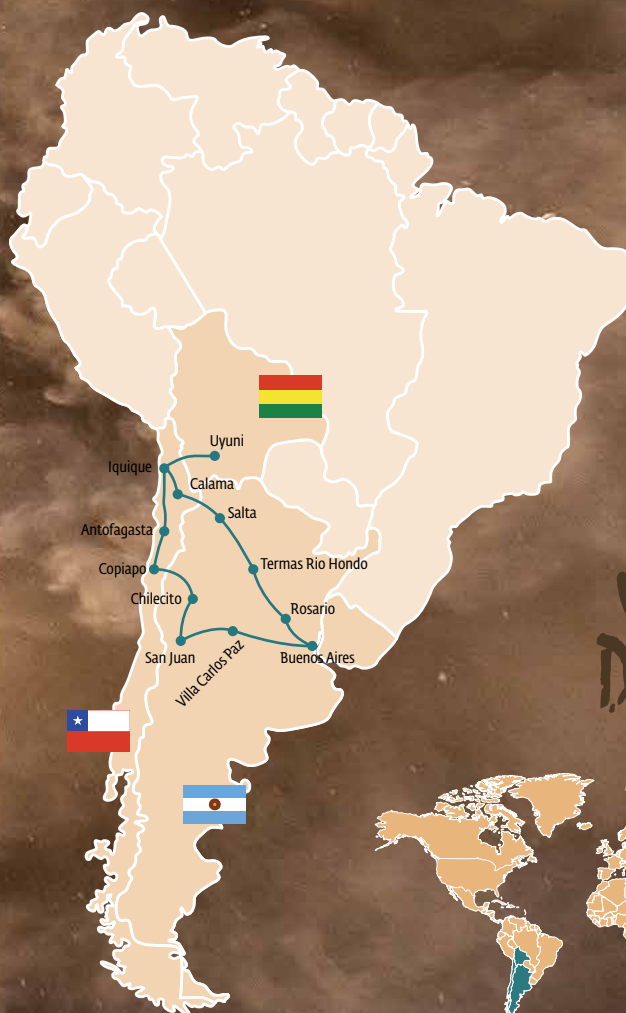 Uyuni
Iquique
Calama
Salta
Antofagasta
Termas Rio Hondo
Copiapo
Chilecito
Rosario
San Juan
Villa Carlos Paz
Buenos Aires